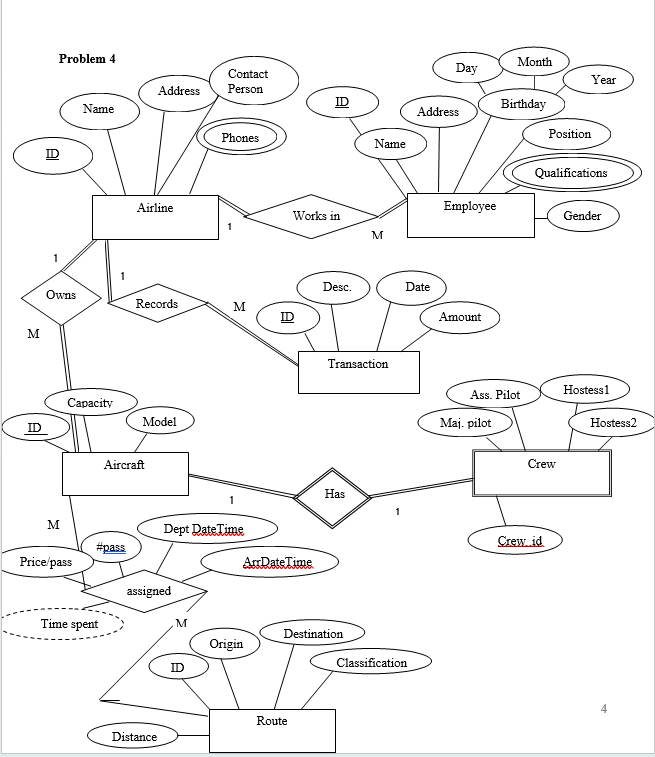 Problem 4
Contact
Person
Address
Name
Phones
ID
Airline
1
Works in
M
ID
Address
Name
Day
Month
Year
Birthday
Position
Qualifications
Gender
Employee
1
Owns
M
1
Records
M
ID
Desc.
Date
Amount
Transaction
Capacity
ID
Model
Aircraft
1
Has
1
Ass. Pilot
Hostess1
Maj. pilot
Hostess2
Crew
Crew_id
M
Dept DateTime
#pass
Price/pass
ArrDateTime
assigned
Time spent
M
Origin
Destination
ID
Classification
Route
Distance
4